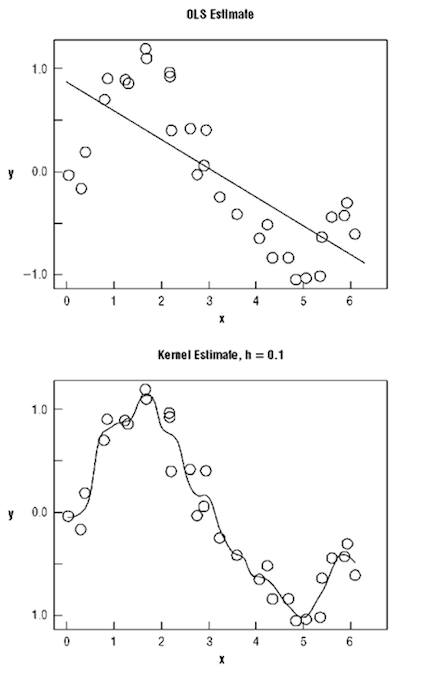 OLS Estimate
1.0
y
0.0
−1.0
0 1 2 3 4 5 6
x
Kernel Estimate, h = 0.1
1.0
y
0.0
1.0
0 1 2 3 4 5 6
x